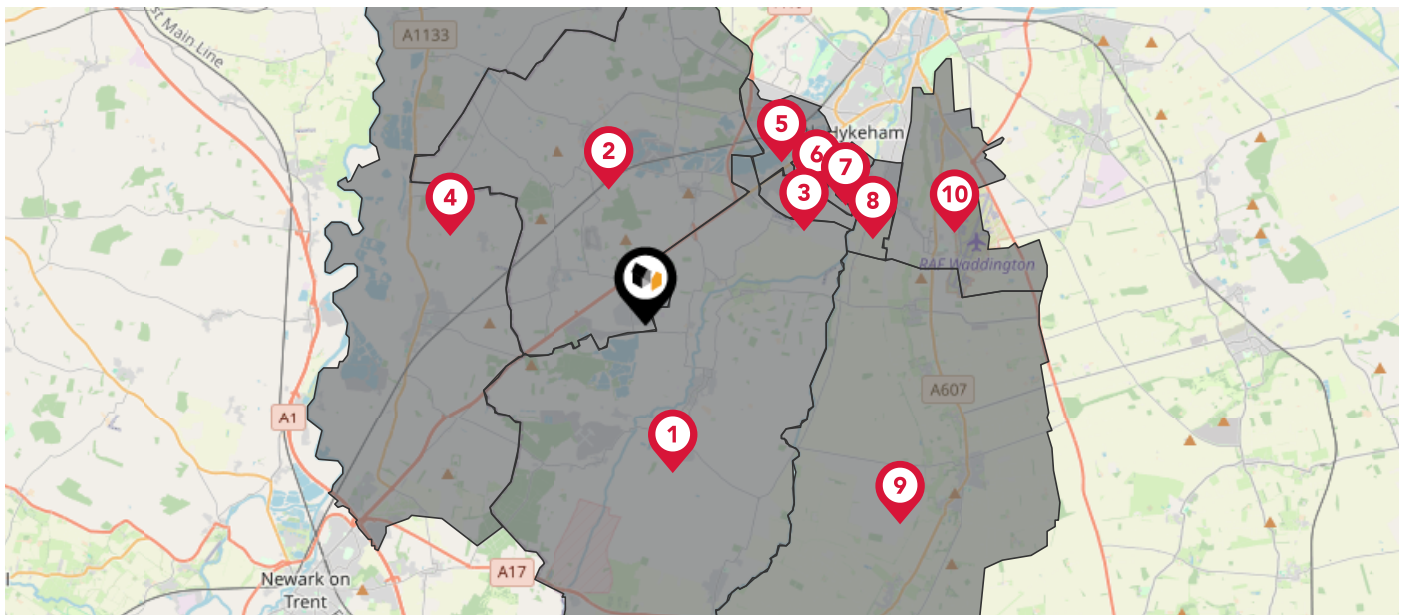 st Main Line
A1133
5
Hykeham
2
6
7
4
3
8
10
RAF Waddington
A607
A1
1
9
A17
Newark on
Trent